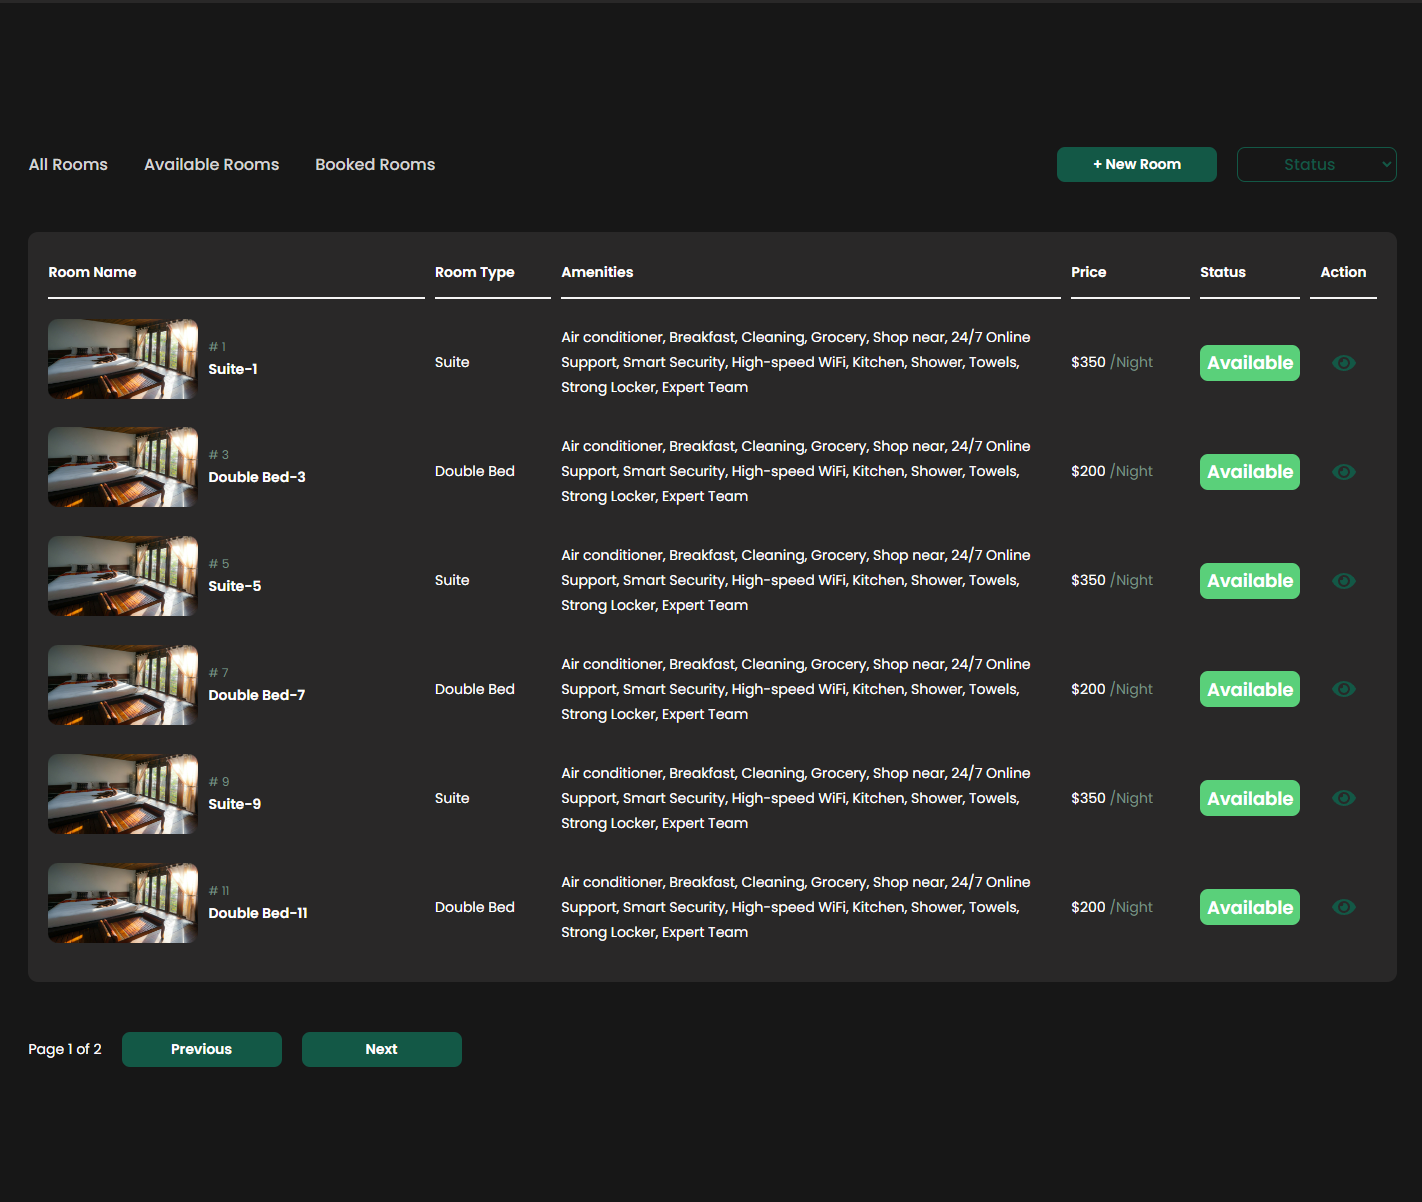 All Rooms Available Rooms Booked Rooms + New Room Status
Room Name Room Type Amenities Price Status Action
# 1
Suite-1
Suite
Air conditioner, Breakfast, Cleaning, Grocery, Shop near, 24/7 Online
Support, Smart Security, High-speed WiFi, Kitchen, Shower, Towels,
Strong Locker, Expert Team
$350 /Night
Available
# 3
Double Bed-3
Double Bed
Air conditioner, Breakfast, Cleaning, Grocery, Shop near, 24/7 Online
Support, Smart Security, High-speed WiFi, Kitchen, Shower, Towels,
Strong Locker, Expert Team
$200 /Night
Available
# 5
Suite-5
Suite
Air conditioner, Breakfast, Cleaning, Grocery, Shop near, 24/7 Online
Support, Smart Security, High-speed WiFi, Kitchen, Shower, Towels,
Strong Locker, Expert Team
$350 /Night
Available
# 7
Double Bed-7
Double Bed
Air conditioner, Breakfast, Cleaning, Grocery, Shop near, 24/7 Online
Support, Smart Security, High-speed WiFi, Kitchen, Shower, Towels,
Strong Locker, Expert Team
$200 /Night
Available
# 9
Suite-9
Suite
Air conditioner, Breakfast, Cleaning, Grocery, Shop near, 24/7 Online
Support, Smart Security, High-speed WiFi, Kitchen, Shower, Towels,
Strong Locker, Expert Team
$350 /Night
Available
# 11
Double Bed-11
Double Bed
Air conditioner, Breakfast, Cleaning, Grocery, Shop near, 24/7 Online
Support, Smart Security, High-speed WiFi, Kitchen, Shower, Towels,
Strong Locker, Expert Team
$200 /Night
Available
Page 1 of 2 Previous Next